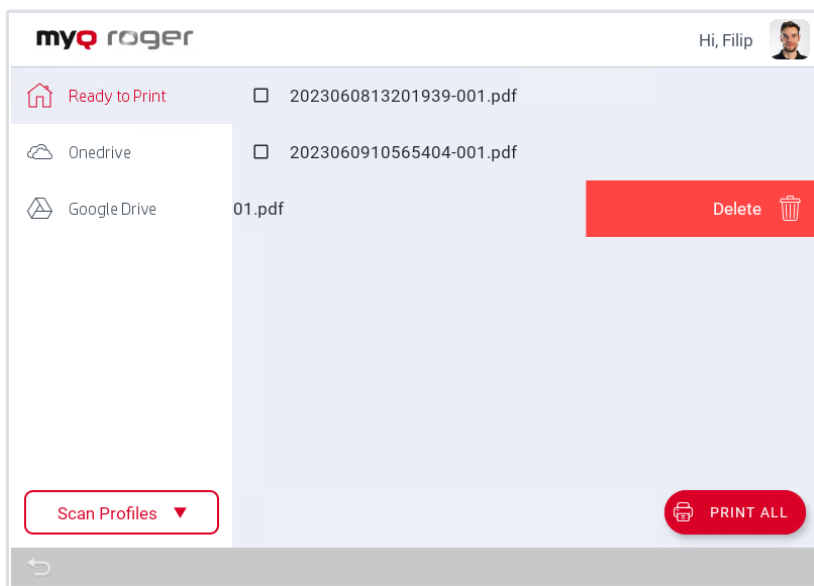 myQ roger
Hi, Filip
Ready to Print
2023060813201939-001.pdf
Onedrive
2023060910565404-001.pdf
Google Drive
01.pdf
Delete
Scan Profiles
PRINT ALL